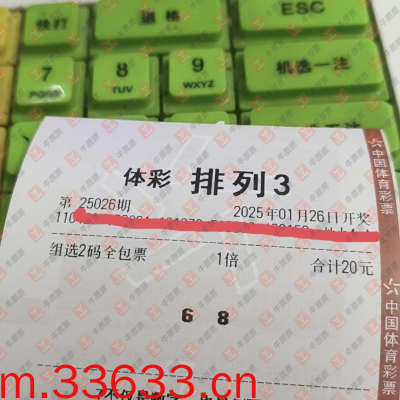 快打
退格
ESC
7
PQRS
8
TUV
9
WXYZ
机选一注
体彩 排列3
第 25026期 2025年01月26日开奖
组选2码全包票 1倍 合计20元
6 8
中国体育彩票
中国体育彩票
m.33633.cn